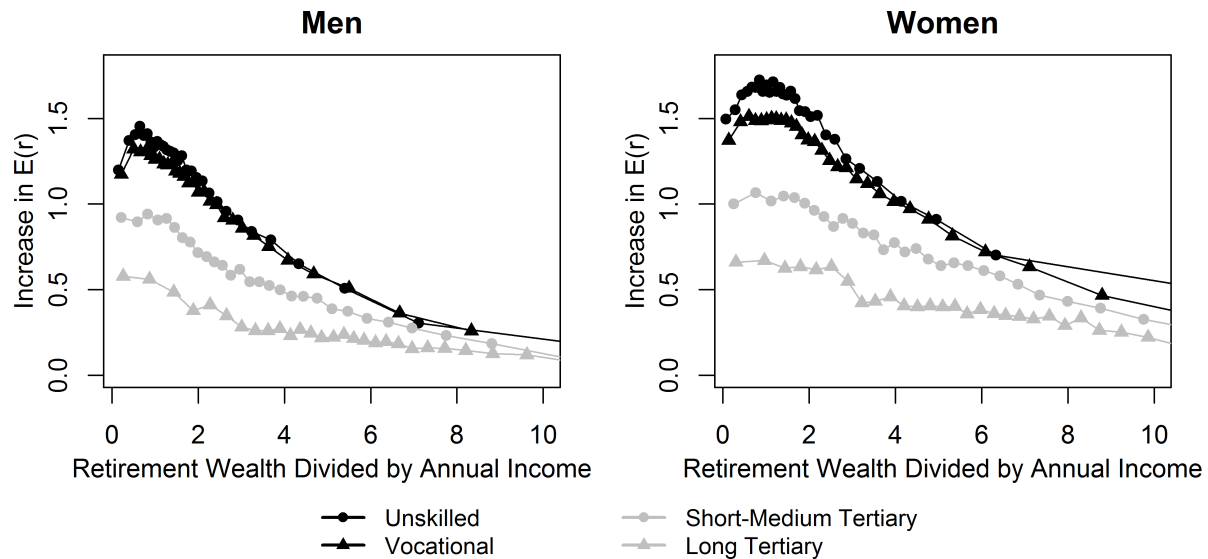 Men
Women
Increase in E(r)
0.0 0.5 1.0 1.5
0 2 4 6 8 10
Retirement Wealth Divided by Annual Income
Increase in E(r)
0.0 0.5 1.0 1.5
0 2 4 6 8 10
Retirement Wealth Divided by Annual Income
Unskilled
Vocational
Short-Medium Tertiary
Long Tertiary